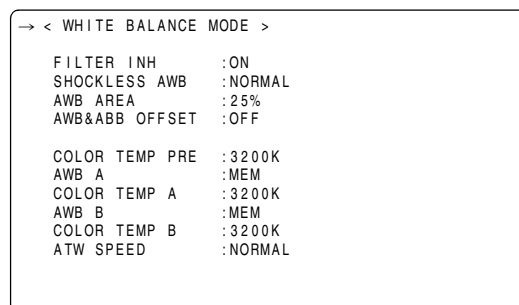 → < WHITE BALANCE MODE >
FILTER INH :ON
SHOCKLESS AWB :NORMAL
AWB AREA :25%
AWB&ABB OFFSET :OFF
COLOR TEMP PRE :3200K
AWB A :MEM
COLOR TEMP A :3200K
AWB B :MEM
COLOR TEMP B :3200K
ATW SPEED :NORMAL